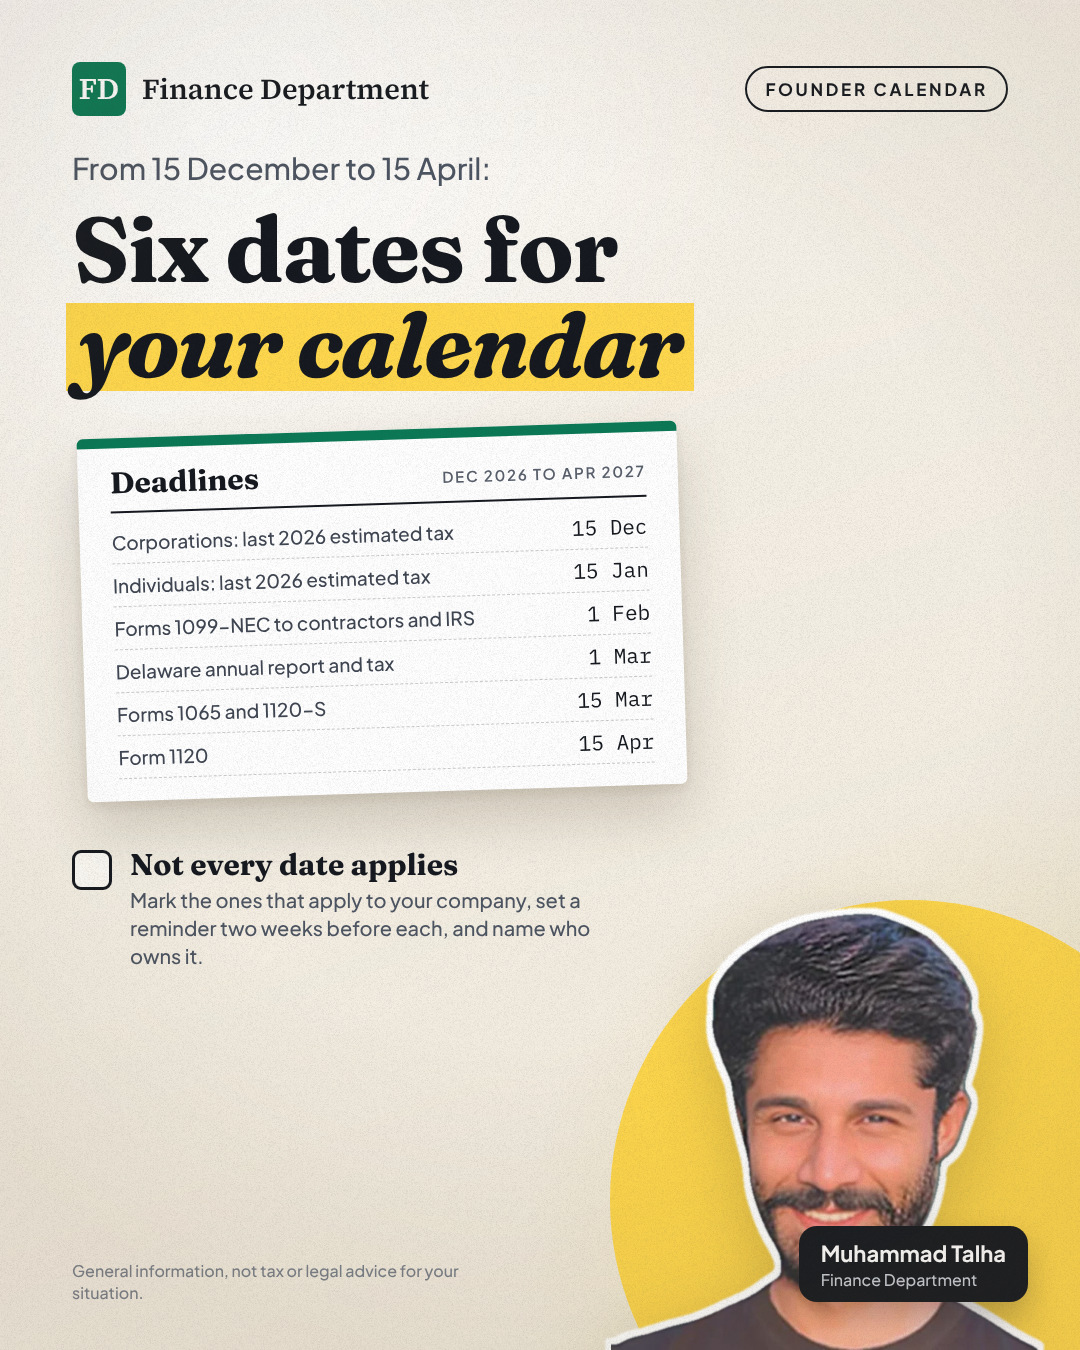 FD Finance Department
FOUNDER CALENDAR
From 15 December to 15 April:
Six dates for
your calendar
Deadlines DEC 2026 TO APR 2027
Corporations: last 2026 estimated tax 15 Dec
Individuals: last 2026 estimated tax 15 Jan
Forms 1099-NEC to contractors and IRS 1 Feb
Delaware annual report and tax 1 Mar
Forms 1065 and 1120-S 15 Mar
Form 1120 15 Apr
Not every date applies
Mark the ones that apply to your company, set a
reminder two weeks before each, and name who
owns it.
Muhammad Talha
Finance Department
General information, not tax or legal advice for your
situation.